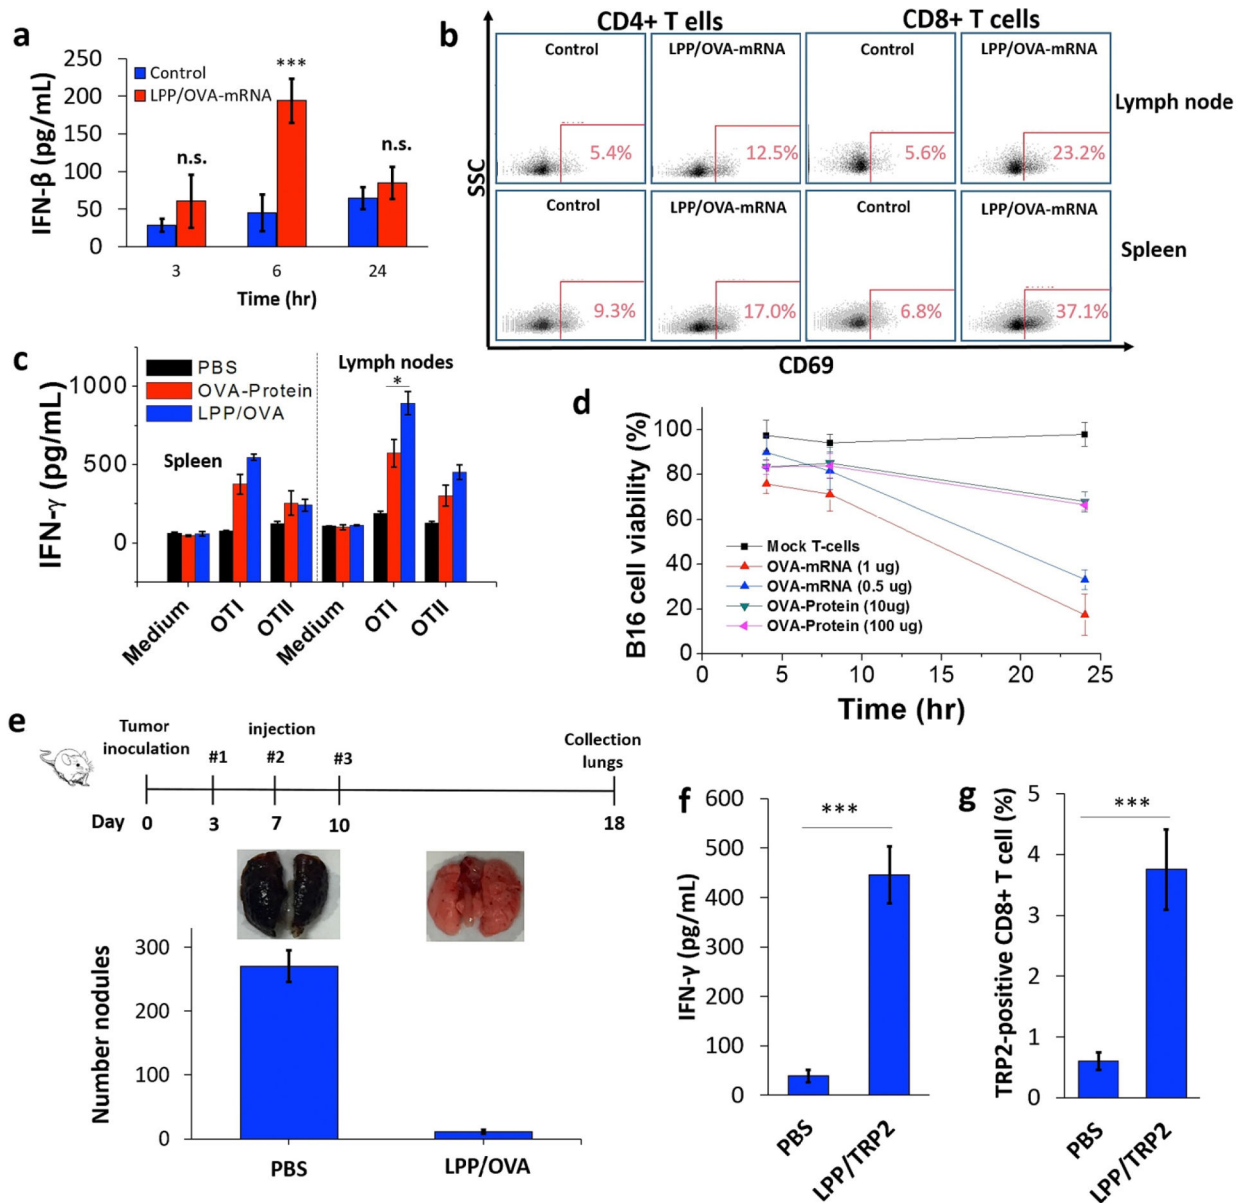 a
IFN-β (pg/mL)
250
200
150
100
50
0
Control
LPP/OVA-mRNA
n.s.
***
n.s.
3 6 24
Time (hr)
b
CD4+ T ells CD8+ T cells
Control LPP/OVA-mRNA Control LPP/OVA-mRNA
Lymph node
5.4% 12.5% 5.6% 23.2%
SSC
Control LPP/OVA-mRNA Control LPP/OVA-mRNA
Spleen
9.3% 17.0% 6.8% 37.1%
CD69
c
IFN-γ (pg/mL)
1000
500
0
PBS
OVA-Protein
LPP/OVA
Spleen
Lymph nodes
*
Medium OTI OTII Medium OTI OTII
d
B16 cell viability (%)
100
80
60
40
20
0
Mock T-cells
OVA-mRNA (1 ug)
OVA-mRNA (0.5 ug)
OVA-Protein (10ug)
OVA-Protein (100 ug)
0 5 10 15 20 25
Time (hr)
e
Tumor
inoculation
injection
#1 #2 #3
Collection
lungs
Day 0 3 7 10 18
Number nodules
300
200
100
0
PBS LPP/OVA
f
IFN-γ (pg/mL)
600
500
400
300
200
100
0
***
PBS LPP/TRP2
g
TRP2-positive CD8+ T cell (%)
5
4
3
2
1
0
***
PBS LPP/TRP2